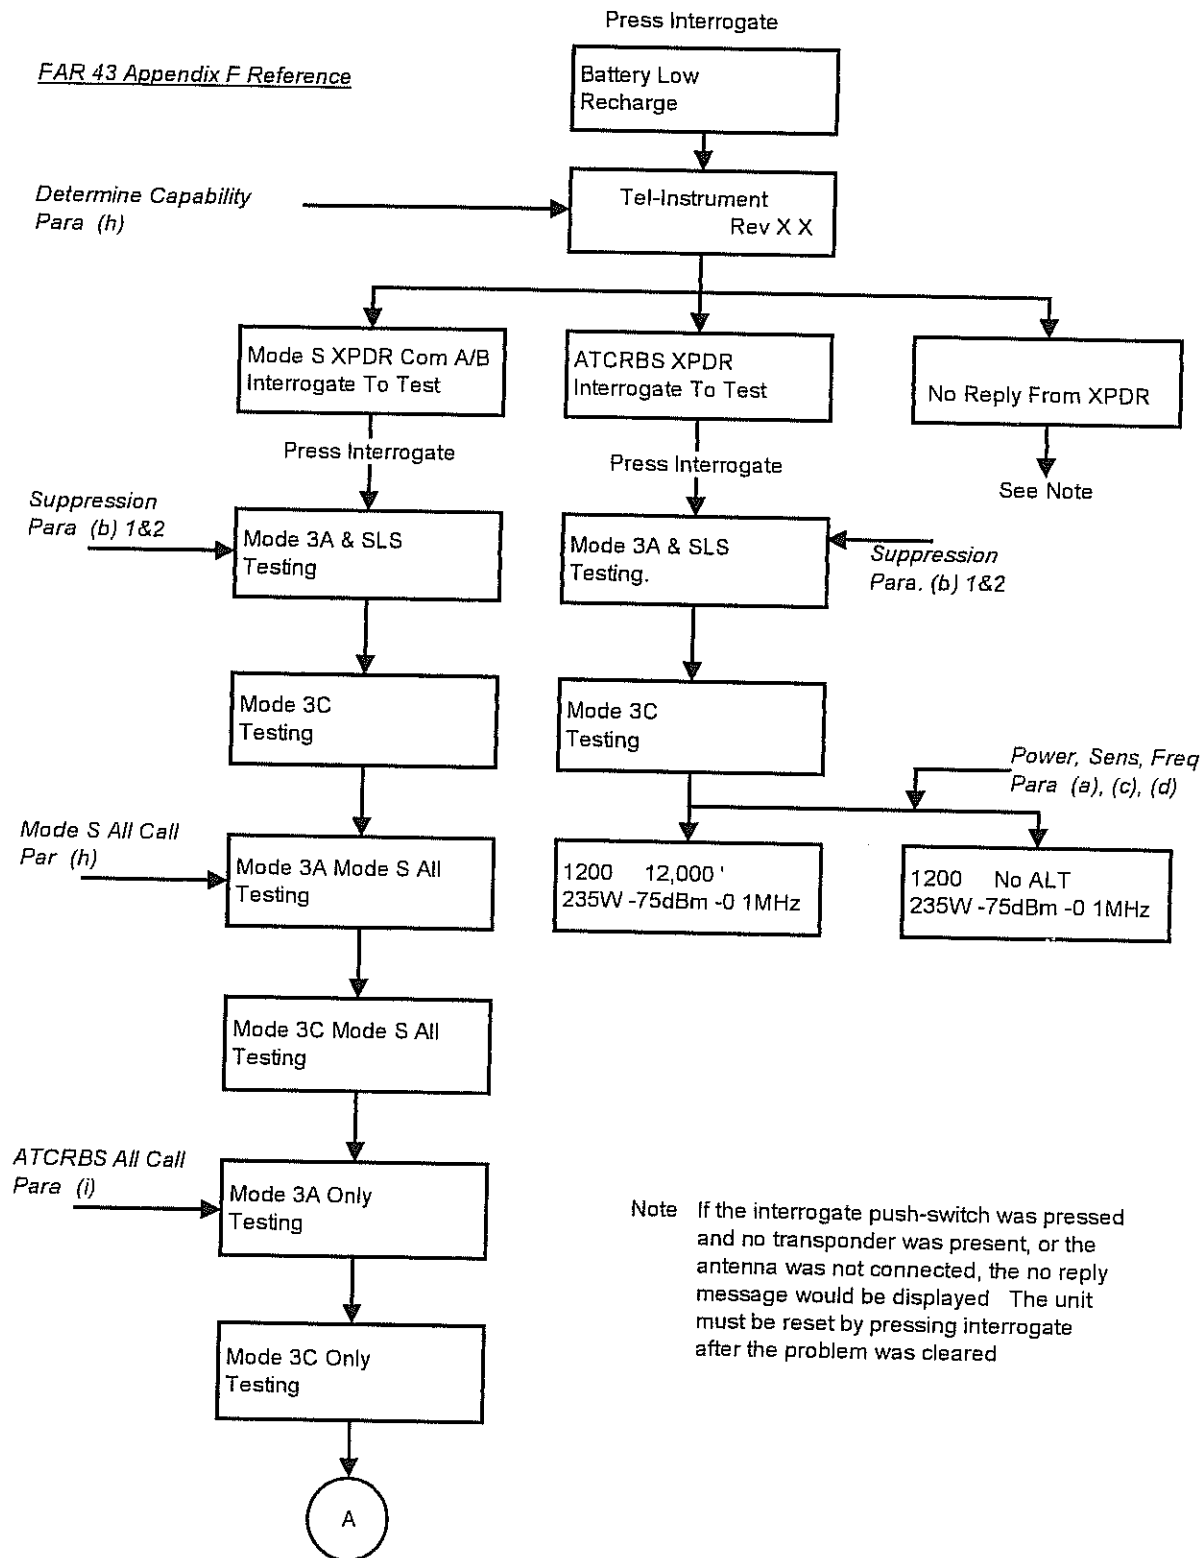 Press Interrogate
FAR 43 Appendix F Reference
Battery Low
Recharge
Determine Capability
Para (h)
Tel-Instrument
Rev X X
Mode S XPDR Com A/B
Interrogate To Test
ATCRBS XPDR
Interrogate To Test
No Reply From XPDR
Press Interrogate
Press Interrogate
See Note
Suppression
Para (b) 1&2
Mode 3A & SLS
Testing
Mode 3A & SLS
Testing.
Suppression
Para. (b) 1&2
Mode 3C
Testing
Mode 3C
Testing
Power, Sens, Freq
Para (a), (c), (d)
Mode S All Call
Par (h)
Mode 3A Mode S All
Testing
1200 12,000 '
235W -75dBm -0 1MHz
1200 No ALT
235W -75dBm -0 1MHz
Mode 3C Mode S All
Testing
ATCRBS All Call
Para (i)
Mode 3A Only
Testing
Note If the interrogate push-switch was pressed
and no transponder was present, or the
antenna was not connected, the no reply
message would be displayed The unit
must be reset by pressing interrogate
after the problem was cleared
Mode 3C Only
Testing
A